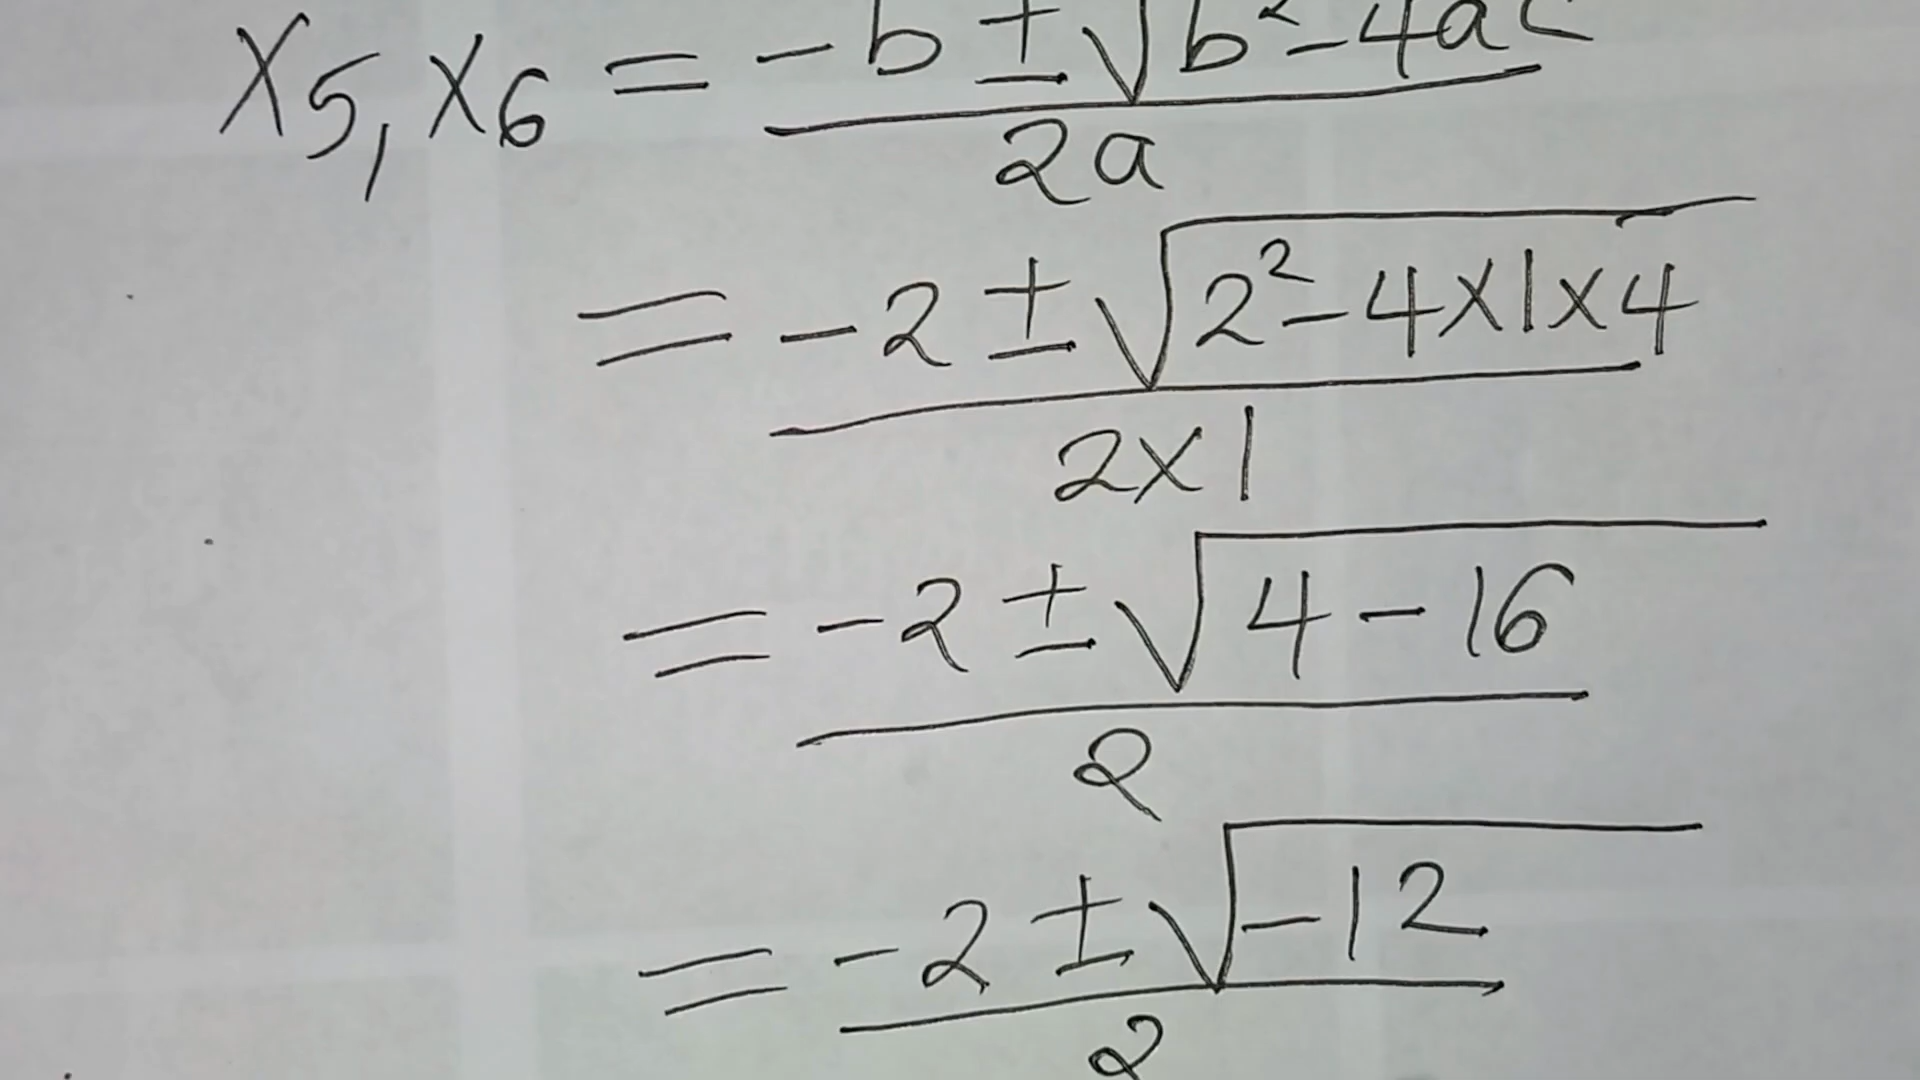 x5, x6 = -b ± √b² - 4ac
2a
= -2 ± √2² - 4x1x4
2x1
= -2 ± √4 - 16
2
= -2 ± √-12
2